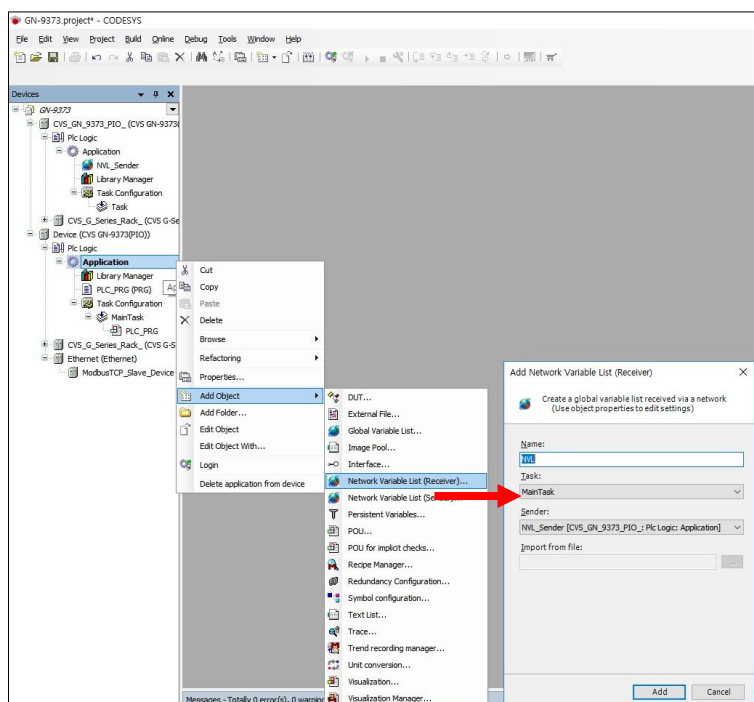 GN-9373.project* - CODESYS
File Edit View Project Build Online Debug Tools Window Help
Devices
GN-9373
CVS_GN_9373_PIO_ (CVS GN-9373(
Plc Logic
Application
NVL_Sender
Library Manager
Task Configuration
Task
CVS_G_Series_Rack_ (CVS G-Se
Device (CVS GN-9373(PIO))
Plc Logic
Application
Library Manager
PLC_PRG (PRG)
Task Configuration
MainTask
PLC_PRG
CVS_G_Series_Rack_ (CVS G-S
Ethernet (Ethernet)
ModbusTCP_Slave_Device
Cut
Copy
Paste
Delete
Browse
Refactoring
Properties...
Add Object
Add Folder...
Edit Object
Edit Object With...
Login
Delete application from device
DUT...
External File...
Global Variable List...
Image Pool...
Interface...
Network Variable List (Receiver)...
Network Variable List (Sender)...
Persistent Variables...
POU...
POU for implicit checks...
Recipe Manager...
Redundancy Configuration...
Symbol configuration...
Text List...
Trace...
Trend recording manager...
Unit conversion...
Visualization...
Visualization Manager...
Messages - Totally 0 error(s), 0 warning
Add Network Variable List (Receiver)
Create a global variable list received via a network
(Use object properties to edit settings)
Name:
NVL
Task:
MainTask
Sender:
NVL_Sender [CVS_GN_9373_PIO_: Plc Logic: Application]
Import from file:
...
Add Cancel